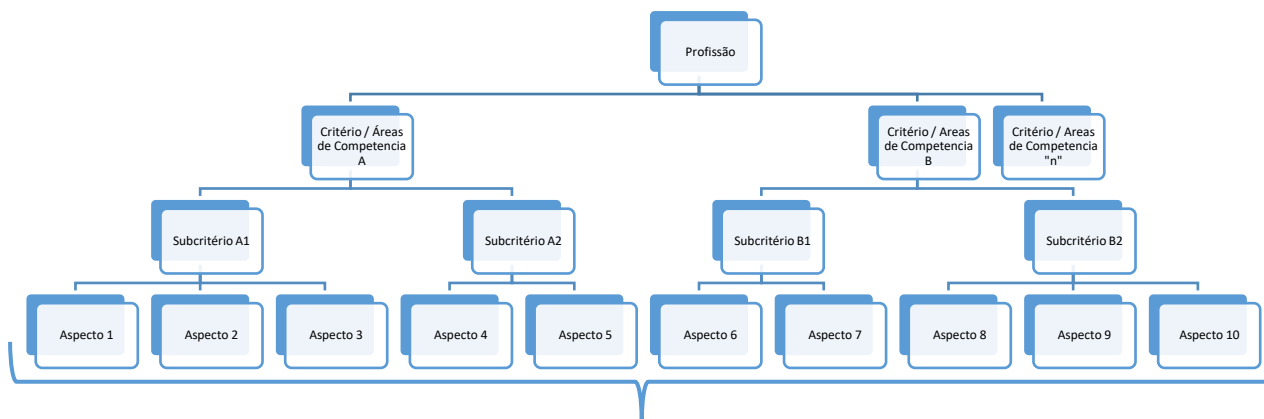 Profissão
Critério / Áreas
de Competencia
A
Critério / Areas
de Competencia
B
Critério / Areas
de Competencia
"n"
Subcritério A1
Subcritério A2
Subcritério B1
Subcritério B2
Aspecto 1
Aspecto 2
Aspecto 3
Aspecto 4
Aspecto 5
Aspecto 6
Aspecto 7
Aspecto 8
Aspecto 9
Aspecto 10